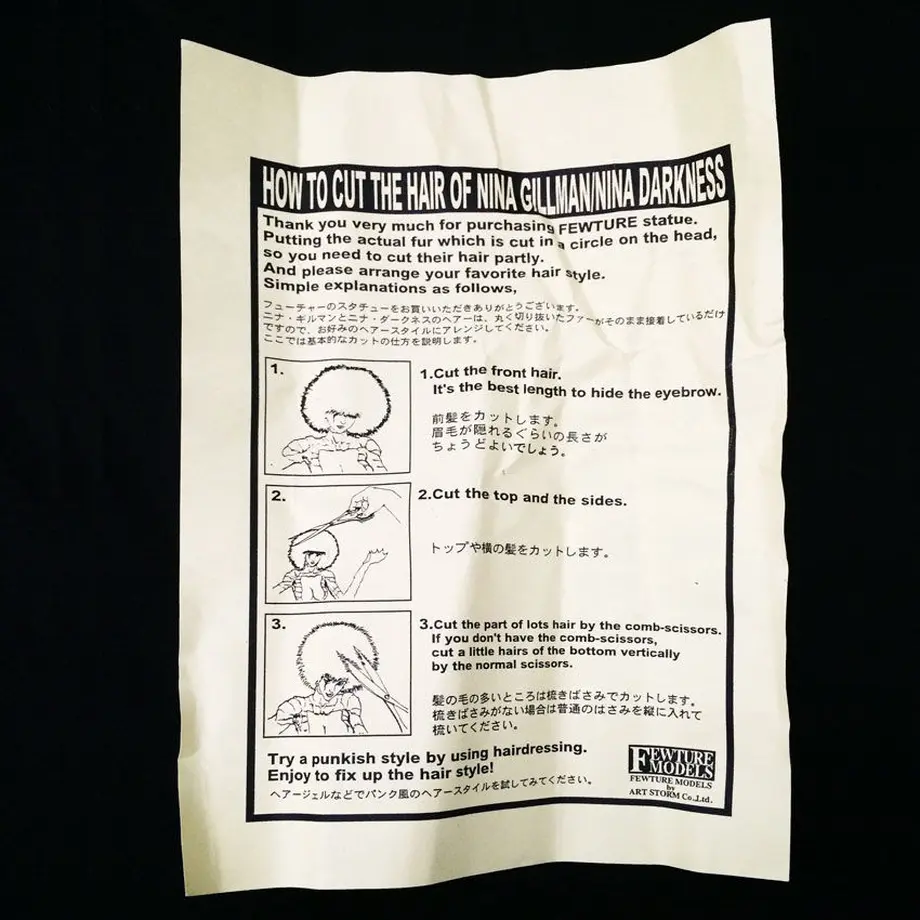 HOW TO CUT THE HAIR OF NINA GILLMAN/NINA DARKNESS
Thank you very much for purchasing FEWTURE statue.
Putting the actual fur which is cut in a circle on the head,
so you need to cut their hair partly.
And please arrange your favorite hair style.
Simple explanations as follows,
フューチャーのスタチューをお買いいただきありがとうございます。
ニナ・ギルマンとニナ・ダークネスのヘアーは、丸く切り抜いたファーがそのまま接着しているだけ
ですので、お好みのヘアースタイルにアレンジしてください。
ここでは基本的なカットの仕方を説明します。
1.
1.Cut the front hair.
It's the best length to hide the eyebrow.
前髪をカットします。
眉毛が隠れるぐらいの長さが
ちょうどよいでしょう。
2.
2.Cut the top and the sides.
トップや横の髪をカットします。
3.
3.Cut the part of lots hair by the comb-scissors.
If you don't have the comb-scissors,
cut a little hairs of the bottom vertically
by the normal scissors.
髪の毛の多いところは梳きばさみでカットします。
梳きばさみがない場合は普通のはさみを縦に入れて
梳いてください。
Try a punkish style by using hairdressing.
Enjoy to fix up the hair style!
ヘアージェルなどでパンク風のヘアースタイルを試してみてください。
FEWTURE
MODELS
FEWTURE MODELS
by
ART STORM Co.,Ltd.